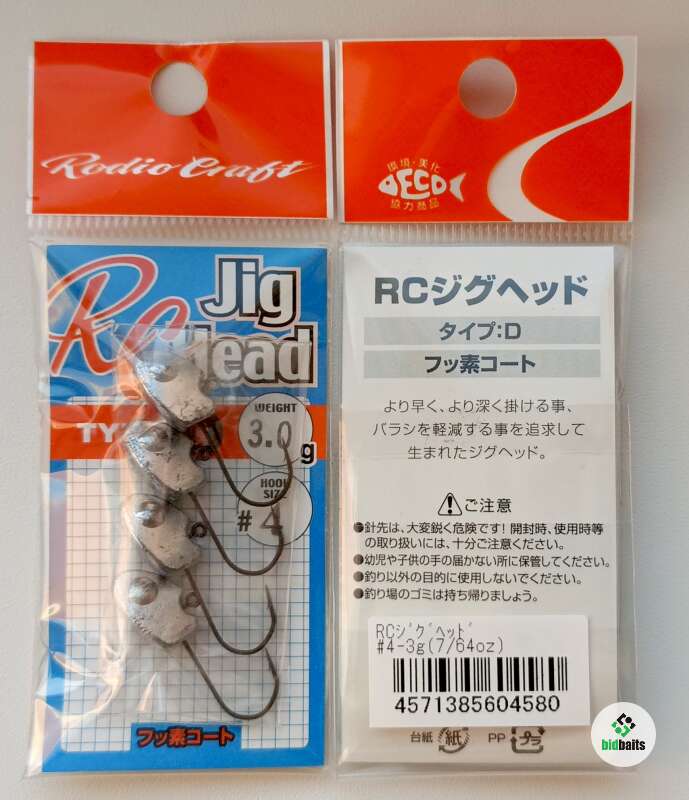 Rodio Craft
RC
Jig
Head
TY
WEIGHT
3.0g
HOOK
SIZE
#4
フッ素コート
環境・美化
ECO
協力商品
RCジグヘッド
タイプ:D
フッ素コート
より早く、より深く掛ける事、
バラシを軽減する事を追求して
生まれたジグヘッド。
ご注意
●針先は、大変鋭く危険です!開封時、使用時等
の取り扱いには、十分ご注意ください。
●幼児や子供の手の届かない所に保管してください。
●釣り以外の目的に使用しないでください。
●釣り場のゴミは持ち帰りましょう。
RCジグヘッド
#4-3g(7/64oz)
4571385604580
台紙 紙 PP プラ
bidbaits